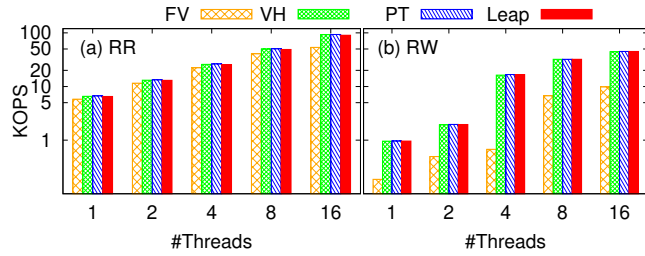 FV VH PT Leap
KOPS
100
50
20
10
5
1
(a) RR
(b) RW
1 2 4 8 16
1 2 4 8 16
#Threads
#Threads